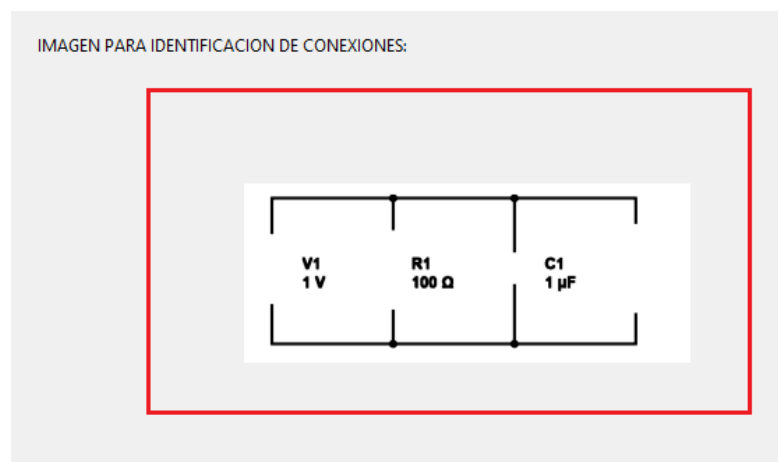 IMAGEN PARA IDENTIFICACION DE CONEXIONES:
V1
1 V
R1
100 Ω
C1
1 µF